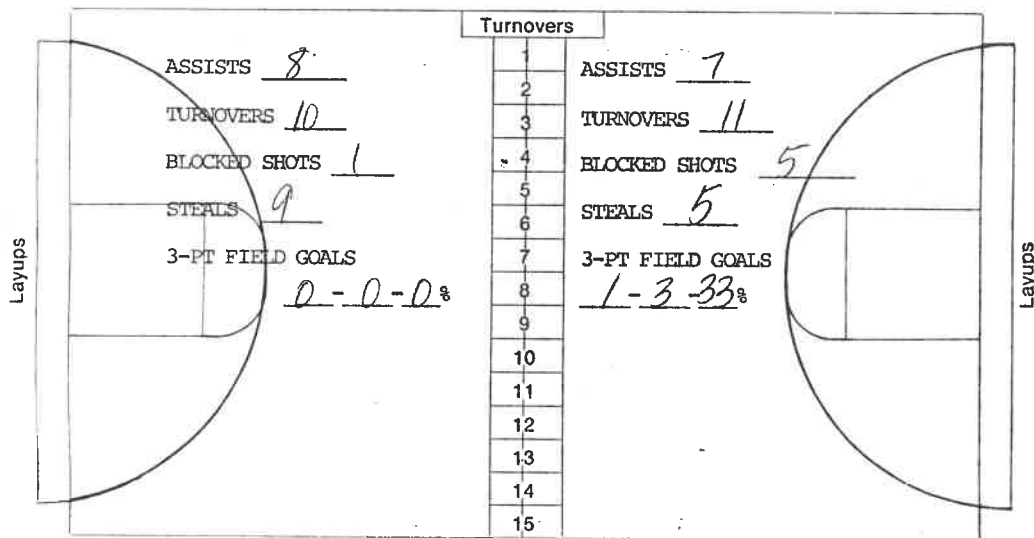 Turnovers
ASSISTS 8
TURNOVERS 10
BLOCKED SHOTS 1
STEALS 9
3-PT FIELD GOALS
0 - 0 - 0 %
Layups
1
2
3
4
5
6
7
8
9
10
11
12
13
14
15
ASSISTS 7
TURNOVERS 11
BLOCKED SHOTS 5
STEALS 5
3-PT FIELD GOALS
1 - 3 - 33 %
Layups